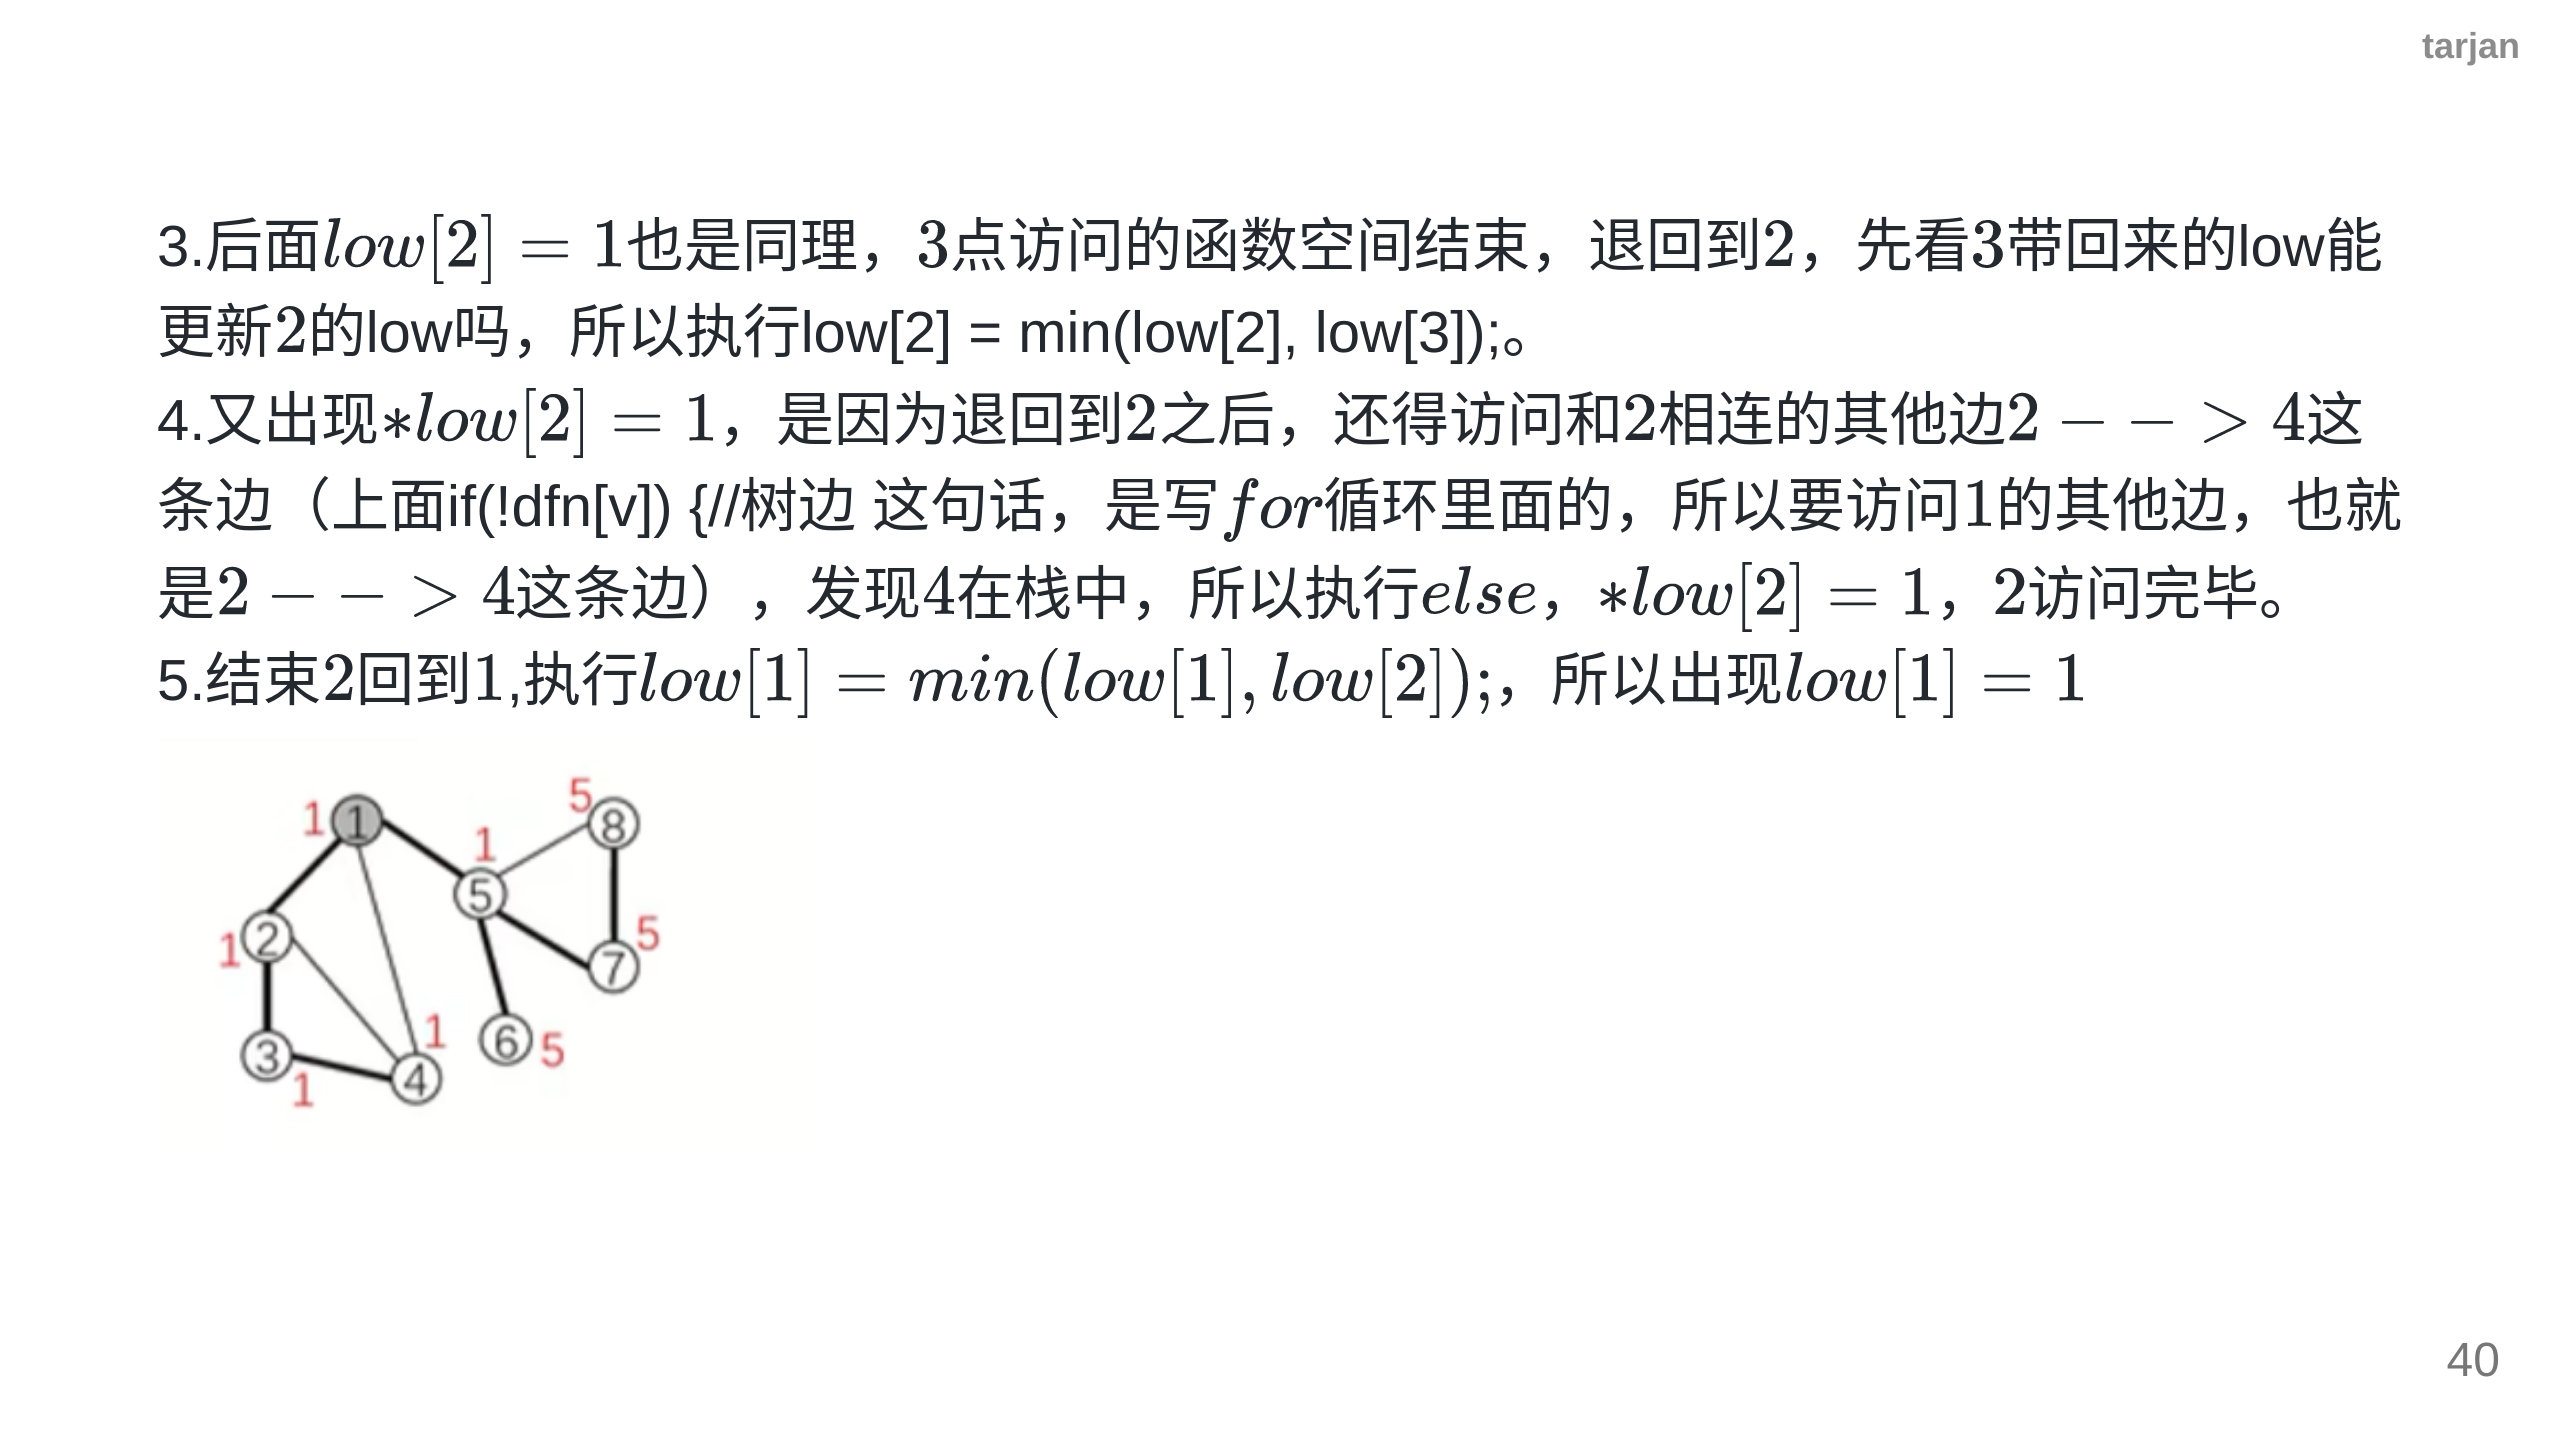 tarjan
3.后面low[2] = 1也是同理，3点访问的函数空间结束，退回到2，先看3带回来的low能
更新2的low吗，所以执行low[2] = min(low[2], low[3]);。
4.又出现*low[2] = 1，是因为退回到2之后，还得访问和2相连的其他边2 − − > 4这
条边（上面if(!dfn[v]) {//树边 这句话，是写for循环里面的，所以要访问1的其他边，也就
是2 − − > 4这条边），发现4在栈中，所以执行else，*low[2] = 1，2访问完毕。
5.结束2回到1,执行low[1] = min(low[1], low[2]);，所以出现low[1] = 1
5
1 1 8
1
5
2 5
1 7
1
6 5
3 4
1
40